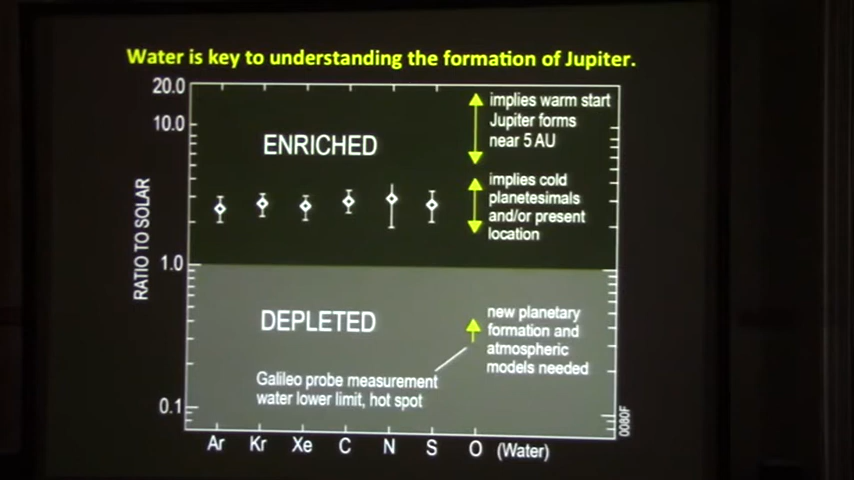 Water is key to understanding the formation of Jupiter.
20.0
10.0
1.0
0.1
RATIO TO SOLAR
ENRICHED
implies warm start
Jupiter forms
near 5 AU
implies cold
planetesimals
and/or present
location
DEPLETED
new planetary
formation and
atmospheric
models needed
Galileo probe measurement
water lower limit, hot spot
0080F
Ar Kr Xe C N S O (Water)